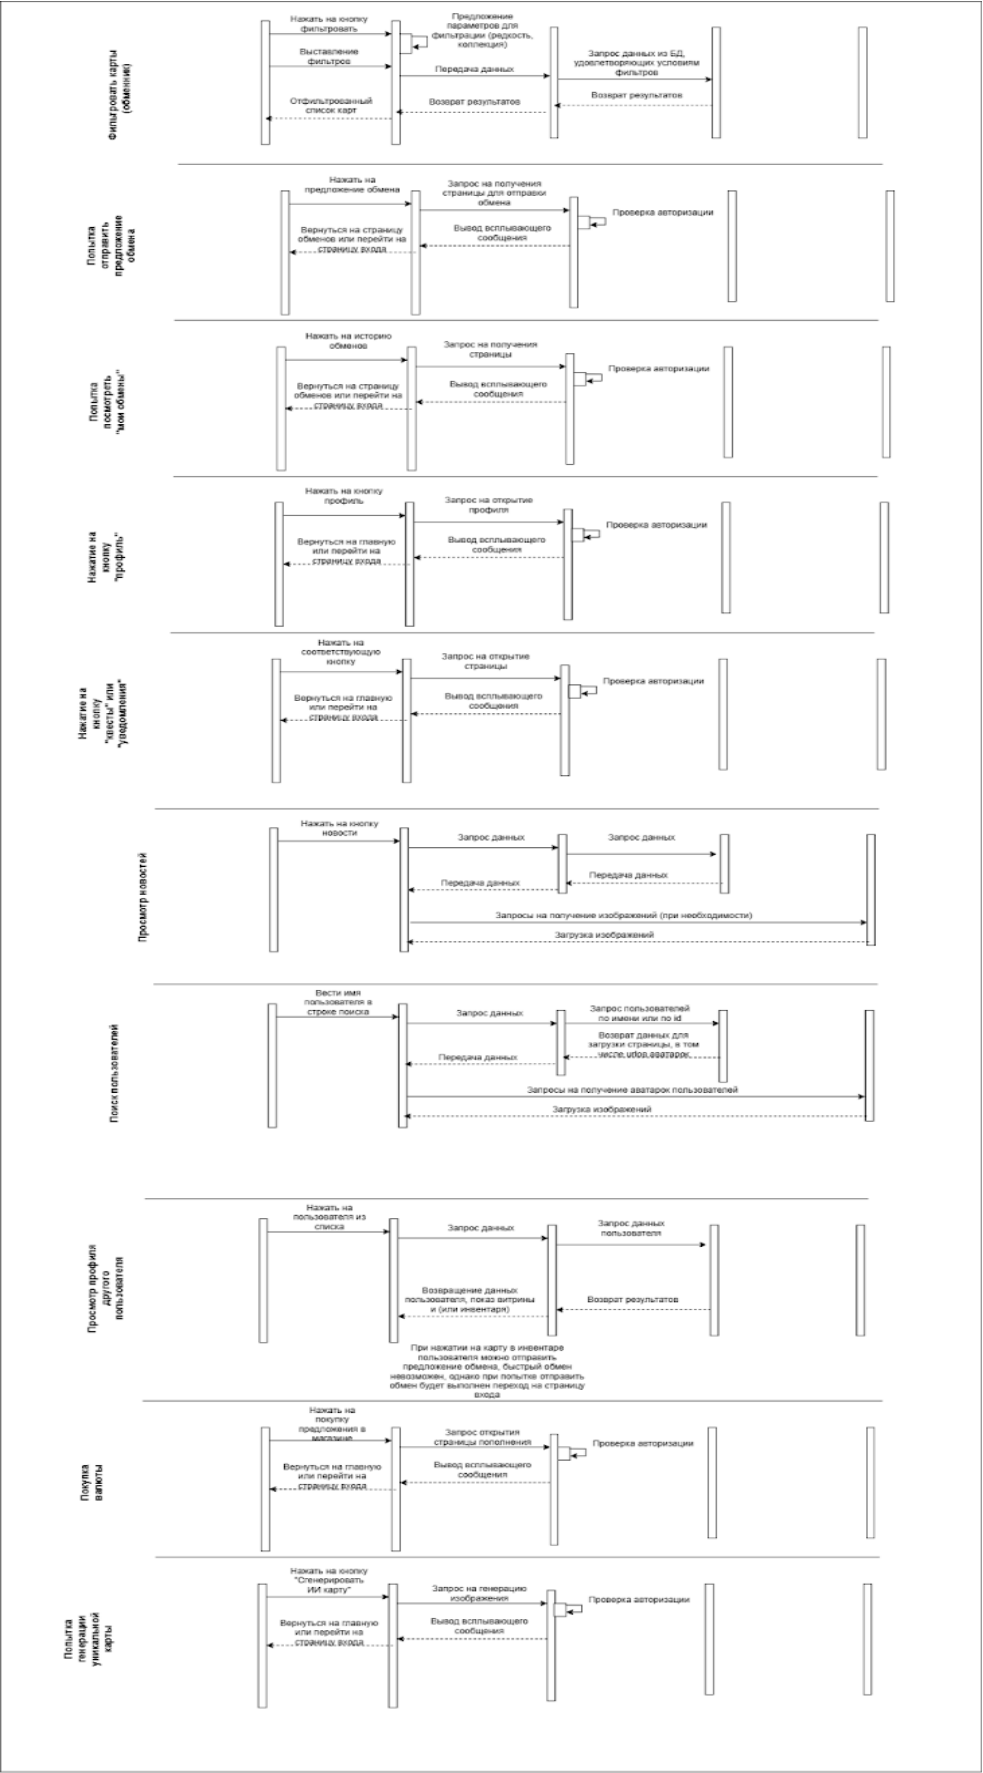 Фильтровать карты
(обменник)
Нажать на кнопку
фильтровать
Предложение
параметров для
фильтрации (редкость,
коллекция)
Выставление
фильтров
Передача данных
Запрос данных из БД,
удовлетворяющих условиям
фильтров
Возврат результатов
Возврат результатов
Отфильтрованный
список карт
Попытка
отправить
предложение
обмена
Нажать на
предложение обмена
Запрос на получения
страницы для отправки
обмена
Проверка авторизации
Вывод всплывающего
сообщения
Вернуться на страницу
обменов или перейти на
страницу входа
Попытка
посмотреть
"мои обмены"
Нажать на историю
обменов
Запрос на получения
страницы
Проверка авторизации
Вывод всплывающего
сообщения
Вернуться на страницу
обменов или перейти на
страницу входа
Нажатие на
кнопку
"профиль"
Нажать на кнопку
профиль
Запрос на открытие
профиля
Проверка авторизации
Вывод всплывающего
сообщения
Вернуться на главную
или перейти на
страницу входа
Нажатие на
кнопку
"квесты" или
"уведомления"
Нажать на
соответствующую
кнопку
Запрос на открытие
страницы
Проверка авторизации
Вывод всплывающего
сообщения
Вернуться на главную
или перейти на
страницу входа
Просмотр новостей
Нажать на кнопку
новости
Запрос данных
Запрос данных
Передача данных
Передача данных
Запросы на получение изображений (при необходимости)
Загрузка изображений
Поиск пользователей
Вести имя
пользователя в
строке поиска
Запрос данных
Запрос пользователей
по имени или по id
Возврат данных для
загрузки страницы, в том
числе urlов аватарок
Передача данных
Запросы на получение аватарок пользователей
Загрузка изображений
Просмотр профиля
другого
пользователя
Нажать на
пользователя из
списка
Запрос данных
Запрос данных
пользователя
Возврат результатов
Возвращение данных
пользователя, показ витрины
и (или инвентаря)
При нажатии на карту в инвентаре
пользователя можно отправить
предложение обмена, быстрый обмен
невозможен, однако при попытке отправить
обмен будет выполнен переход на страницу
входа
Покупка
валюты
Нажать на
покупку
предложения в
магазине
Запрос открытия
страницы пополнения
Проверка авторизации
Вывод всплывающего
сообщения
Вернуться на главную
или перейти на
страницу входа
Попытка
генерации
уникальной
карты
Нажать на кнопку
"Сгенерировать
ИИ карту"
Запрос на генерацию
изображения
Проверка авторизации
Вывод всплывающего
сообщения
Вернуться на главную
или перейти на
страницу входа